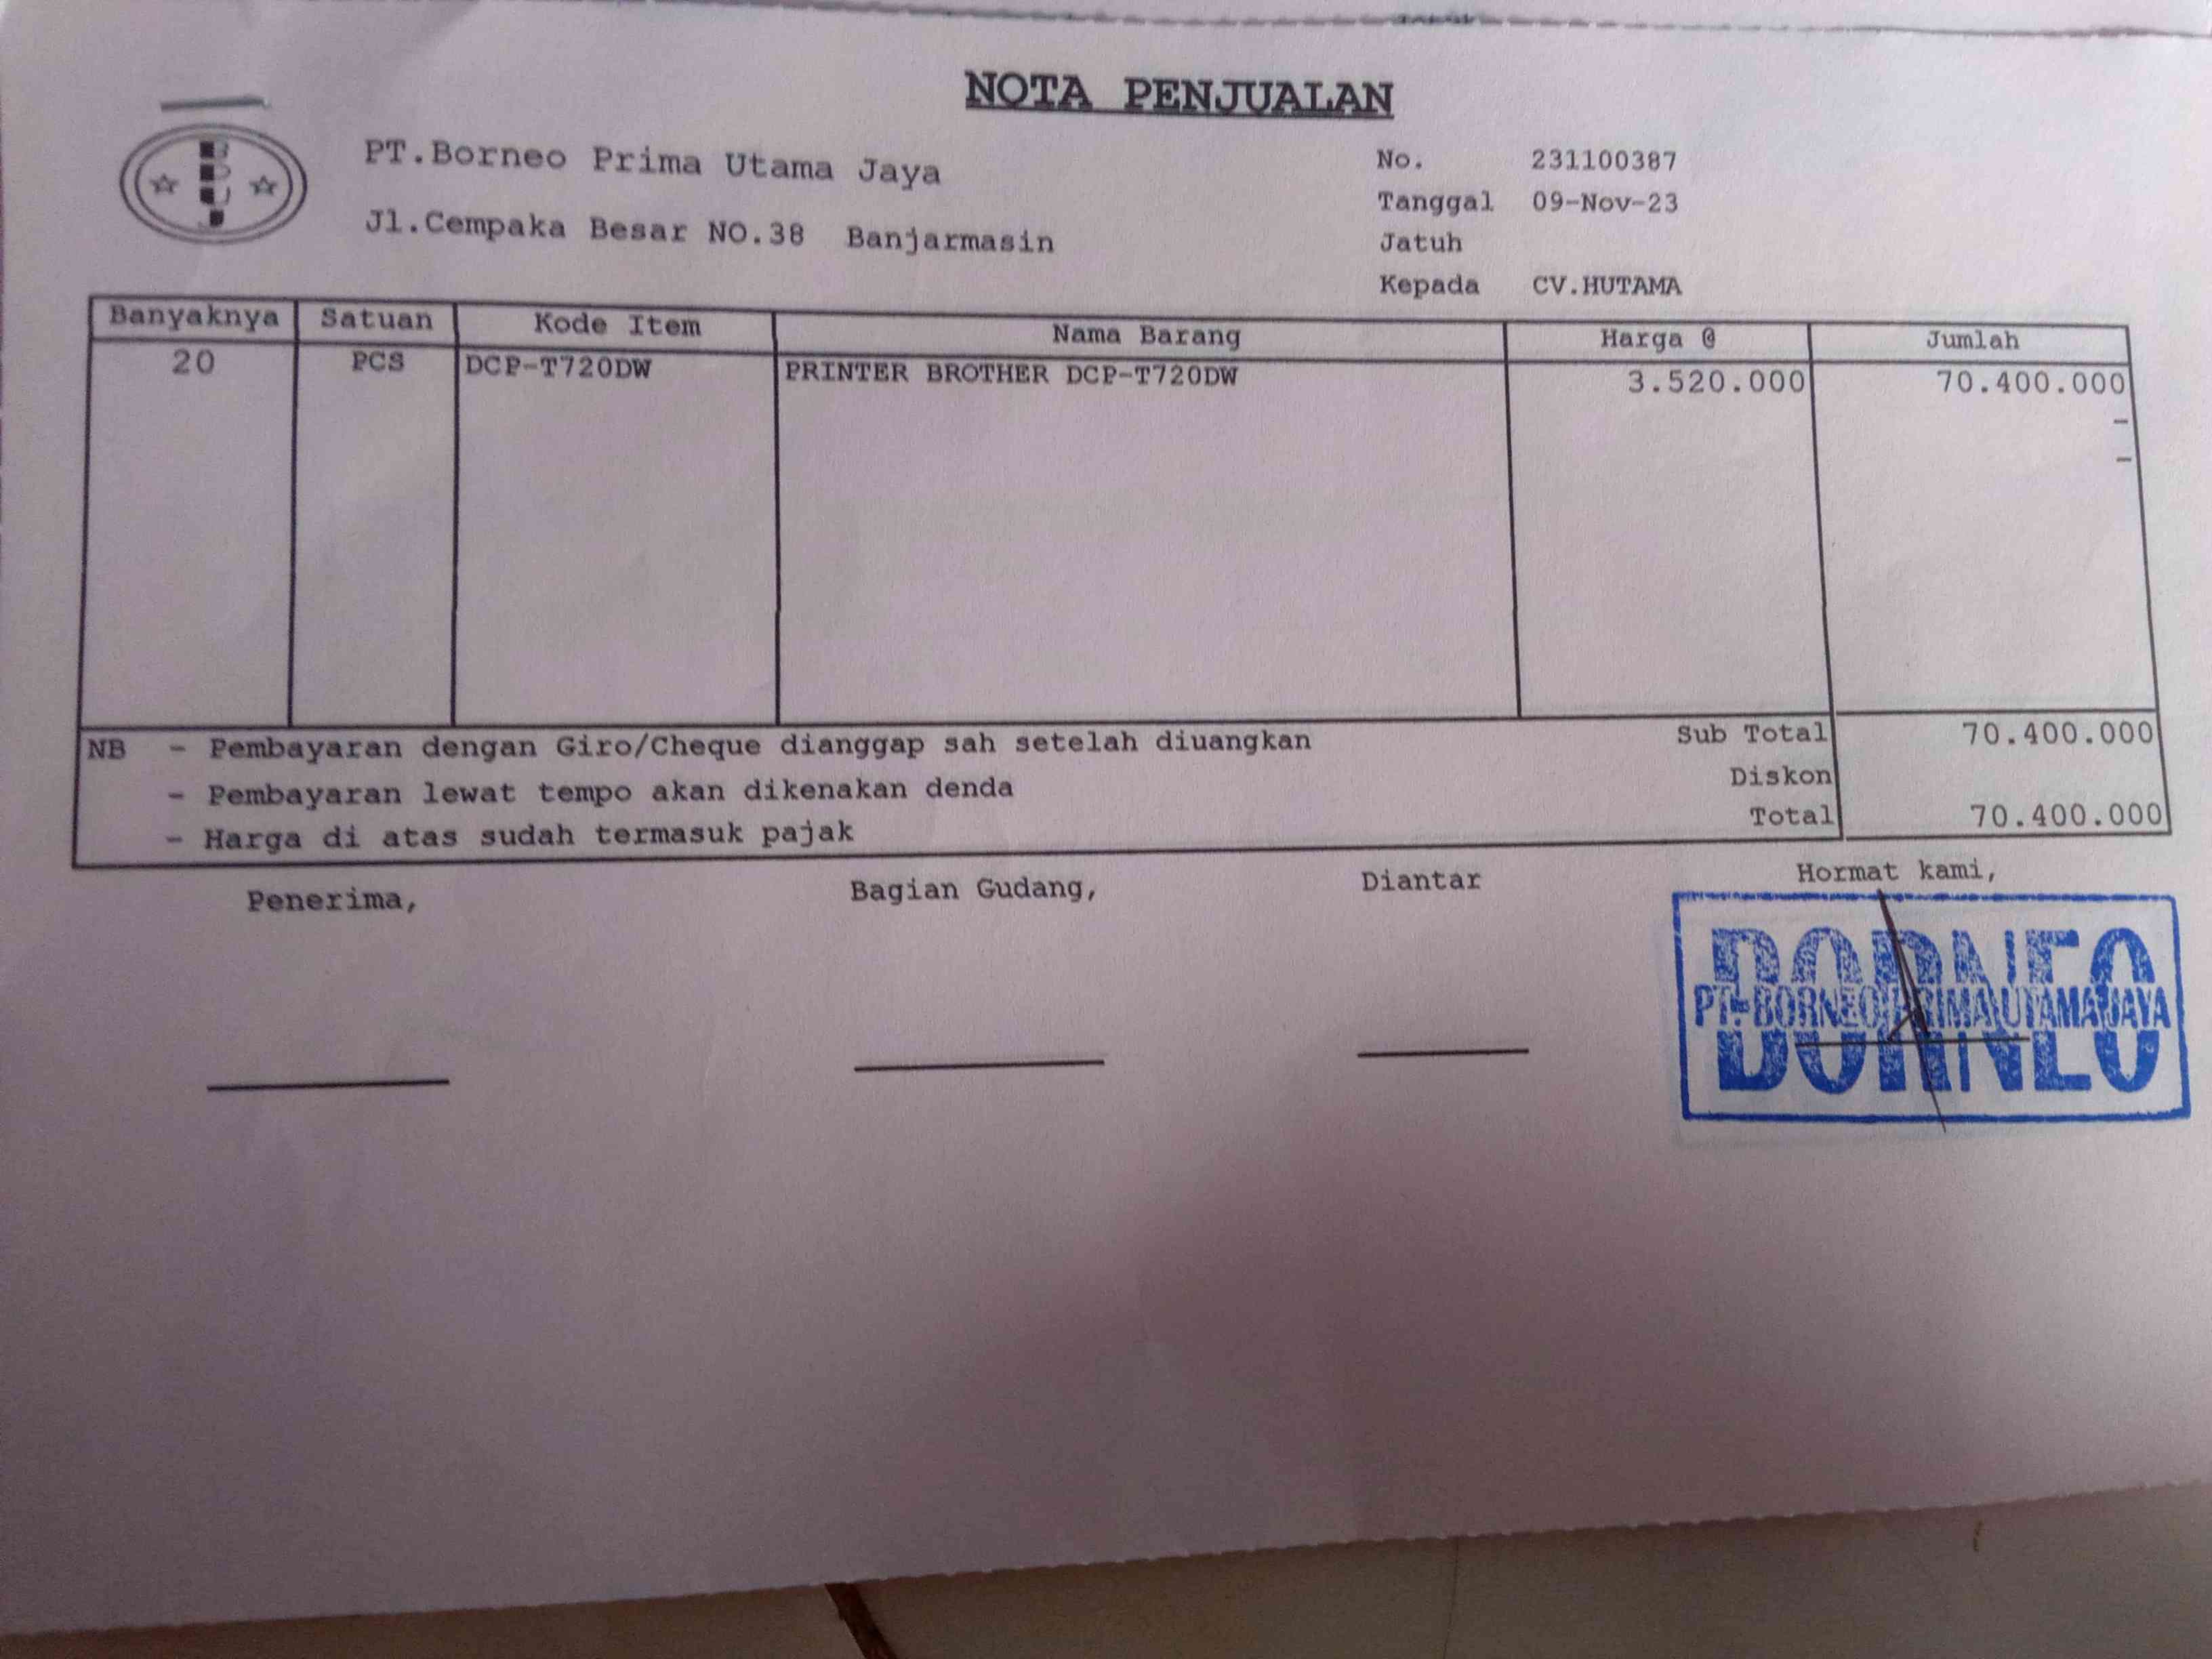 NOTA PENJUALAN
BPUJ
PT.Borneo Prima Utama Jaya
Jl.Cempaka Besar NO.38 Banjarmasin
No. 231100387
Tanggal 09-Nov-23
Jatuh
Kepada CV.HUTAMA
Banyaknya Satuan Kode Item Nama Barang Harga @ Jumlah
20 PCS DCP-T720DW PRINTER BROTHER DCP-T720DW 3.520.000 70.400.000
-
-
NB - Pembayaran dengan Giro/Cheque dianggap sah setelah diuangkan
- Pembayaran lewat tempo akan dikenakan denda
- Harga di atas sudah termasuk pajak
Sub Total 70.400.000
Diskon
Total 70.400.000
Penerima, Bagian Gudang, Diantar Hormat kami,
BORNEO
PT. BORNEO PRIMA UTAMA JAYA
BORNEO